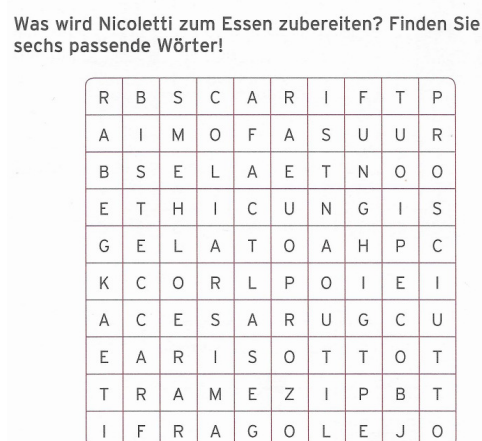 Was wird Nicoletti zum Essen zubereiten? Finden Sie
sechs passende Wörter!
R B S C A R I F T P
A I M O F A S U U R
B S E L A E T N O O
E T H I C U N G I S
G E L A T O A H P C
K C O R L P O I E I
A C E S A R U G C U
E A R I S O T T O T
T R A M E Z I P B T
I F R A G O L E J O